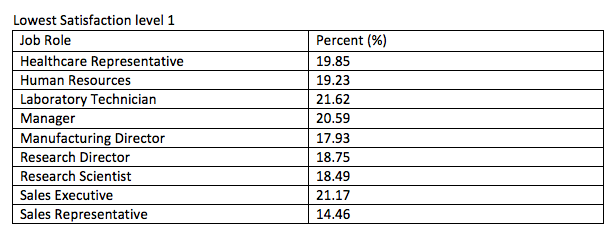 Lowest Satisfaction level 1
Job Role Percent (%)
Healthcare Representative 19.85
Human Resources 19.23
Laboratory Technician 21.62
Manager 20.59
Manufacturing Director 17.93
Research Director 18.75
Research Scientist 18.49
Sales Executive 21.17
Sales Representative 14.46